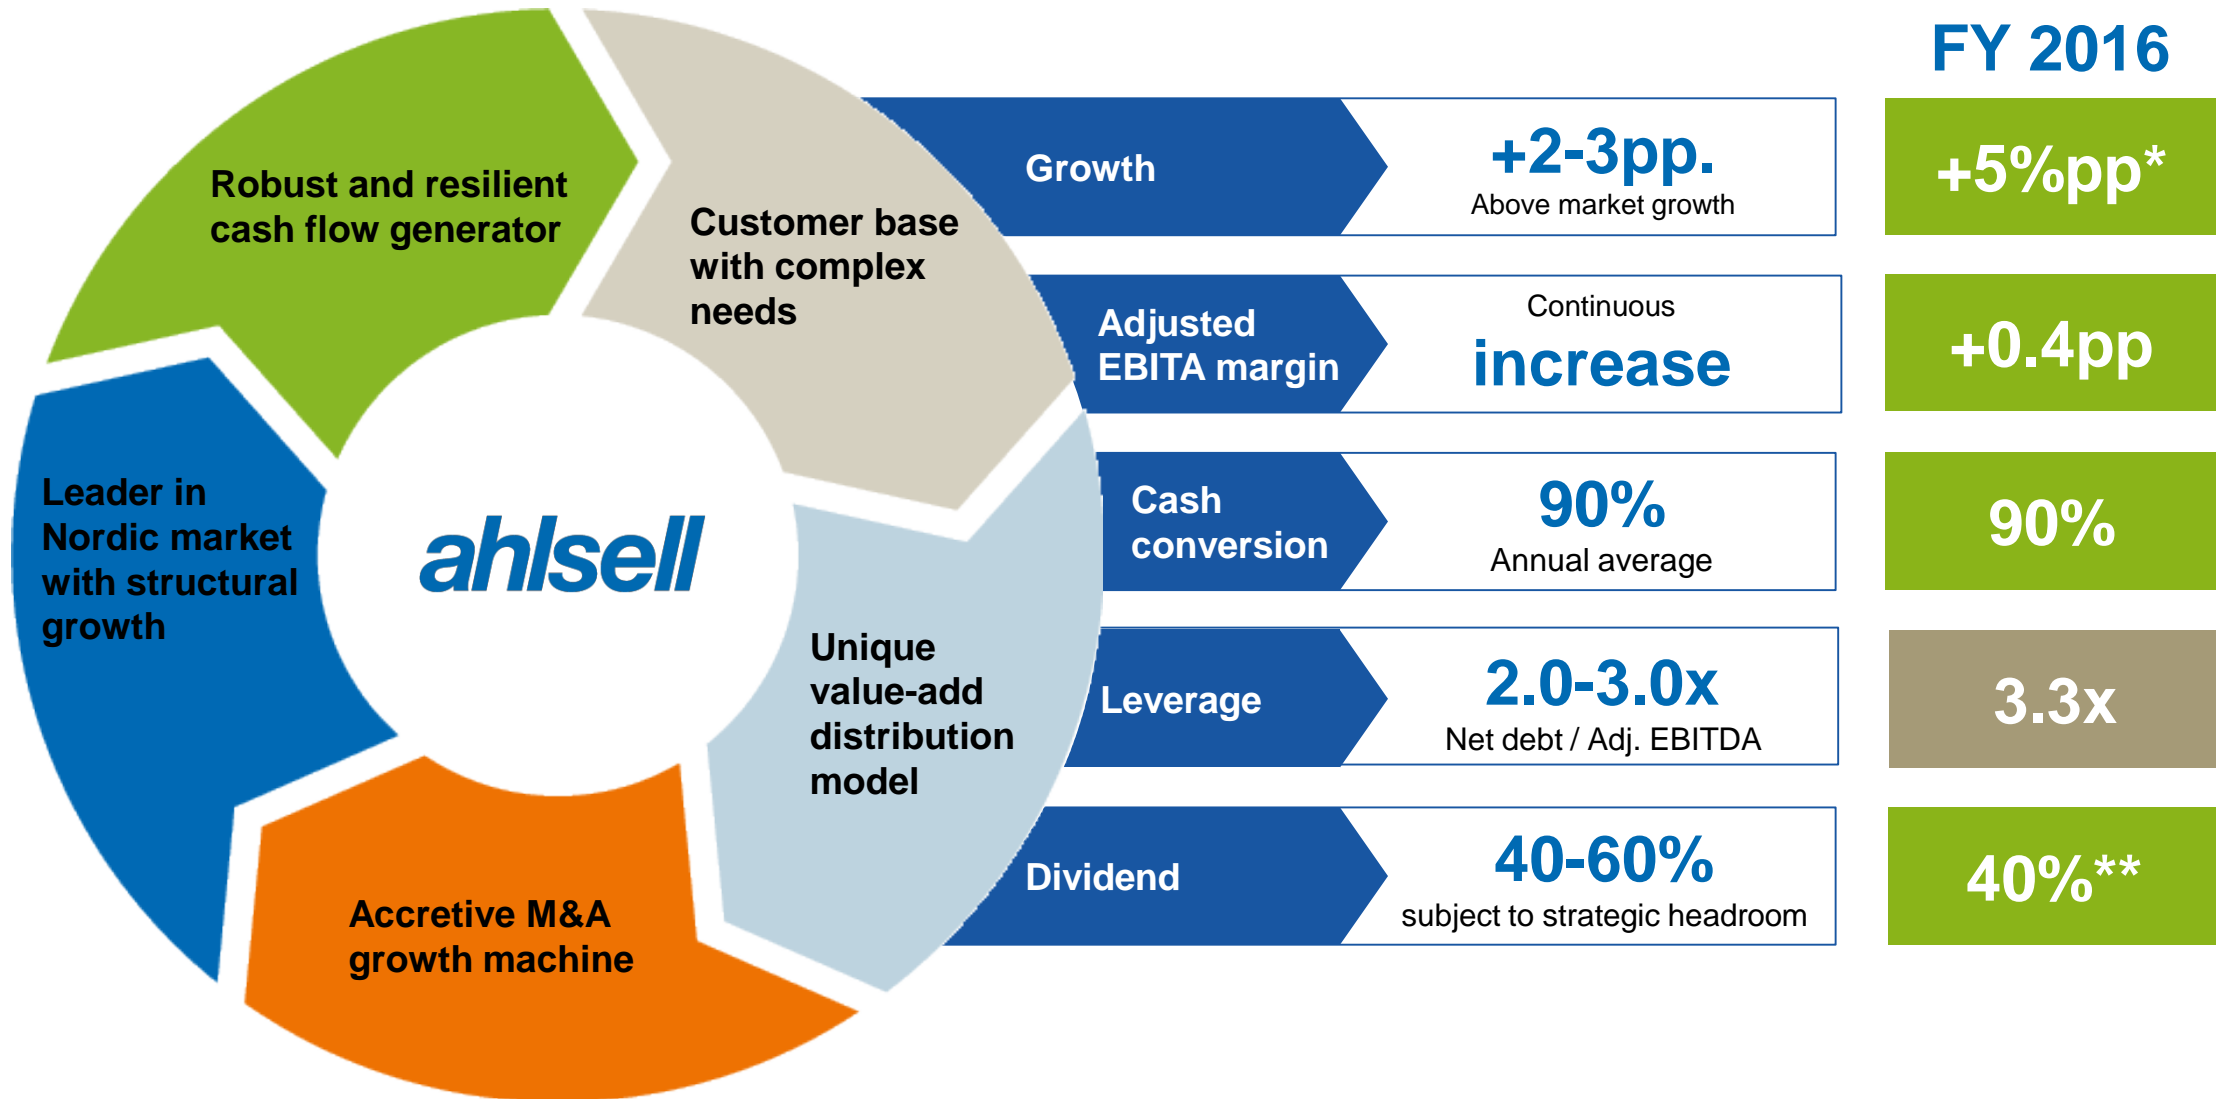 FY 2016
Robust and resilient
cash flow generator
Customer base
with complex
needs
Leader in
Nordic market
with structural
growth
ahlsell
Unique
value-add
distribution
model
Accretive M&A
growth machine
Growth
+2-3pp.
Above market growth
+5%pp*
Adjusted
EBITA margin
Continuous
increase
+0.4pp
Cash
conversion
90%
Annual average
90%
Leverage
2.0-3.0x
Net debt / Adj. EBITDA
3.3x
Dividend
40-60%
subject to strategic headroom
40%**